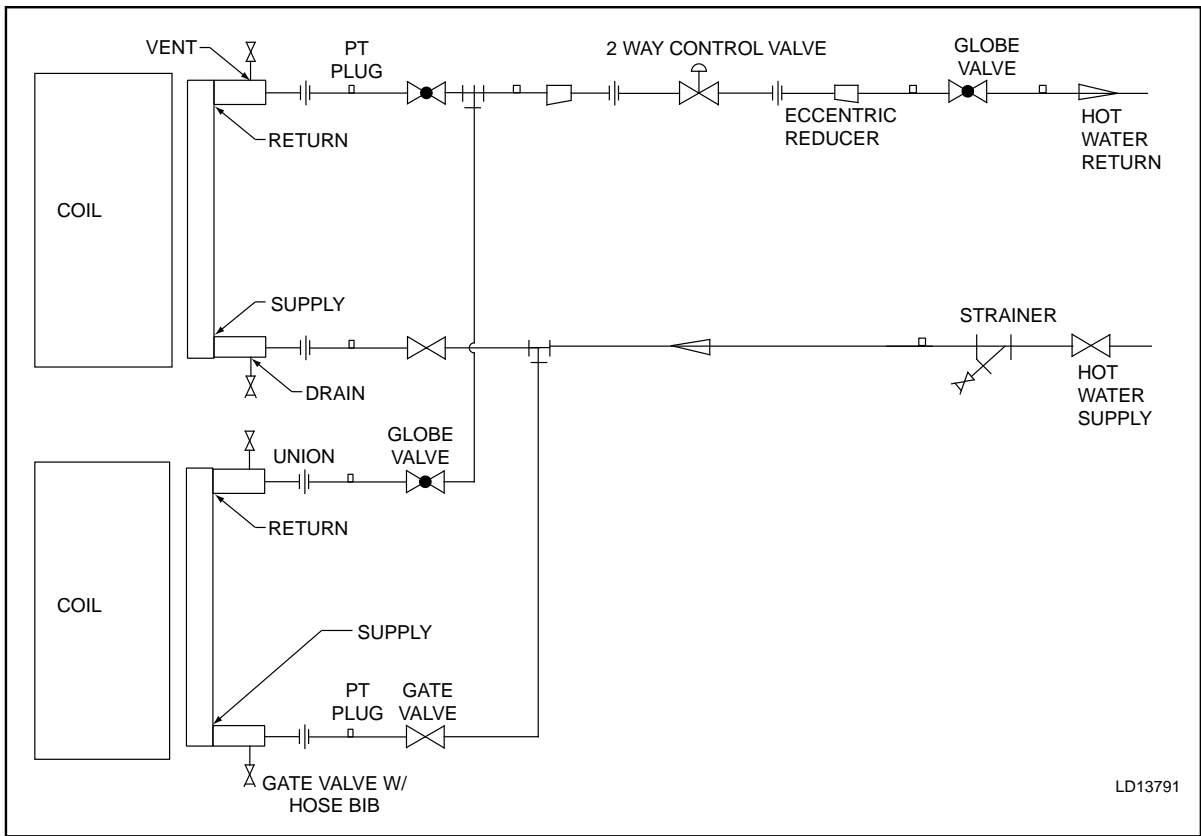 VENT
PT
PLUG
2 WAY CONTROL VALVE
GLOBE
VALVE
RETURN
ECCENTRIC
REDUCER
HOT
WATER
RETURN
COIL
SUPPLY
STRAINER
DRAIN
HOT
WATER
SUPPLY
UNION
GLOBE
VALVE
RETURN
COIL
SUPPLY
PT
PLUG
GATE
VALVE
GATE VALVE W/
HOSE BIB
LD13791